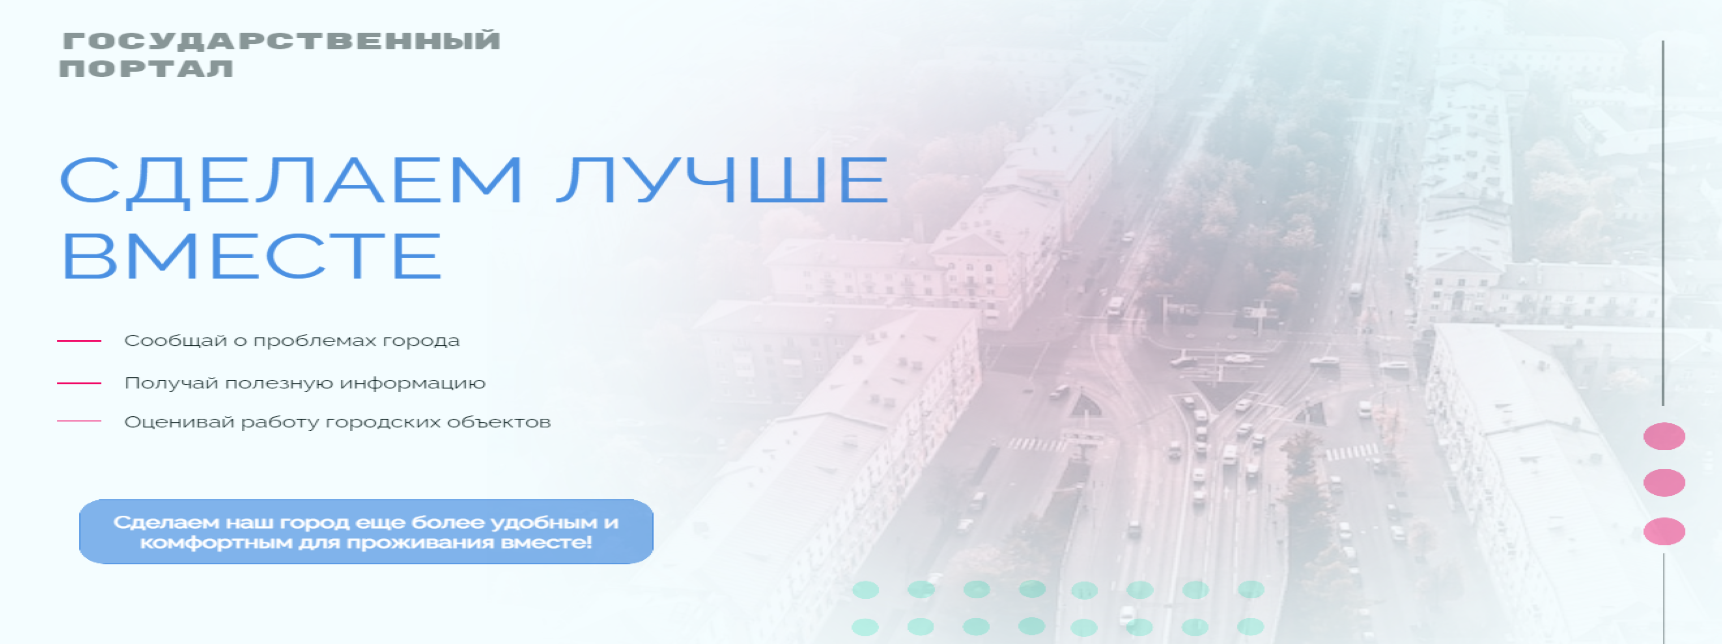 ГОСУДАРСТВЕННЫЙ
ПОРТАЛ
СДЕЛАЕМ ЛУЧШЕ
ВМЕСТЕ
Сообщай о проблемах города
Получай полезную информацию
Оценивай работу городских объектов
Сделаем наш город еще более удобным и
комфортным для проживания вместе!